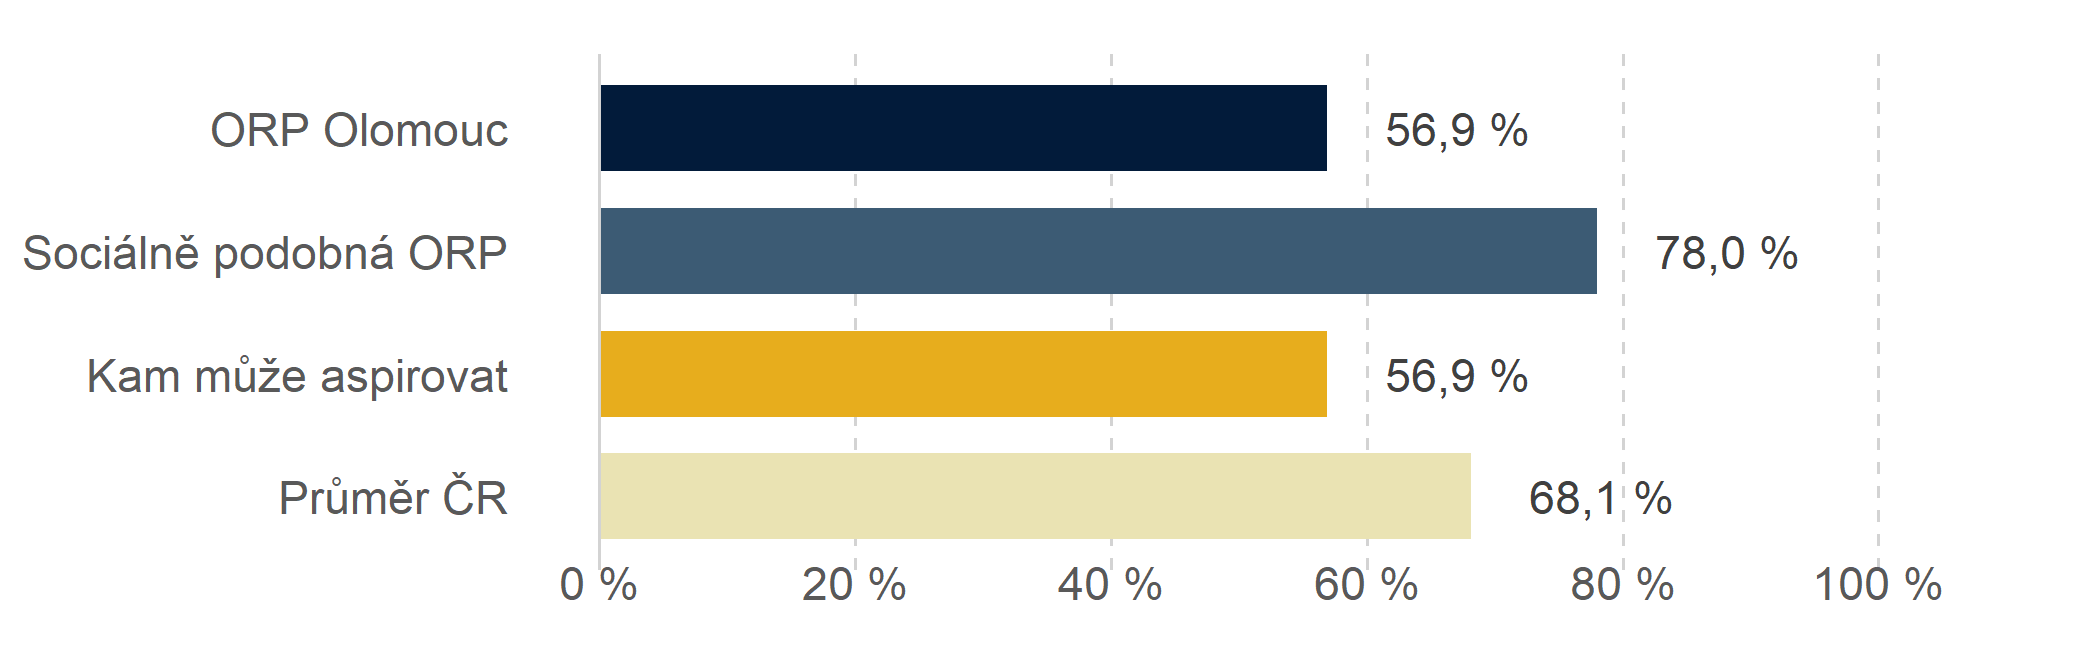 ORP Olomouc 56,9 %
Sociálně podobná ORP 78,0 %
Kam může aspirovat 56,9 %
Průměr ČR 68,1 %
0 % 20 % 40 % 60 % 80 % 100 %